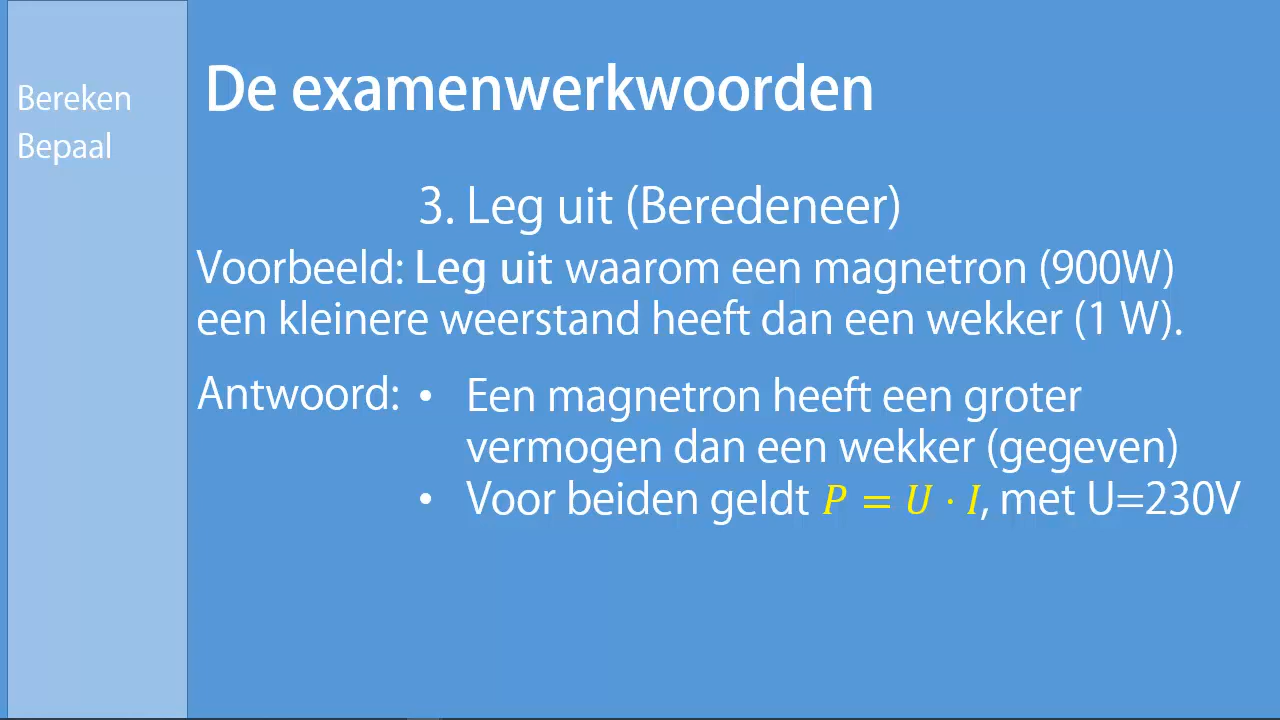 Bereken
Bepaal
De examenwerkwoorden
3. Leg uit (Beredeneer)
Voorbeeld: Leg uit waarom een magnetron (900W)
een kleinere weerstand heeft dan een wekker (1 W).
Antwoord: • Een magnetron heeft een groter
vermogen dan een wekker (gegeven)
• Voor beiden geldt P = U · I, met U=230V